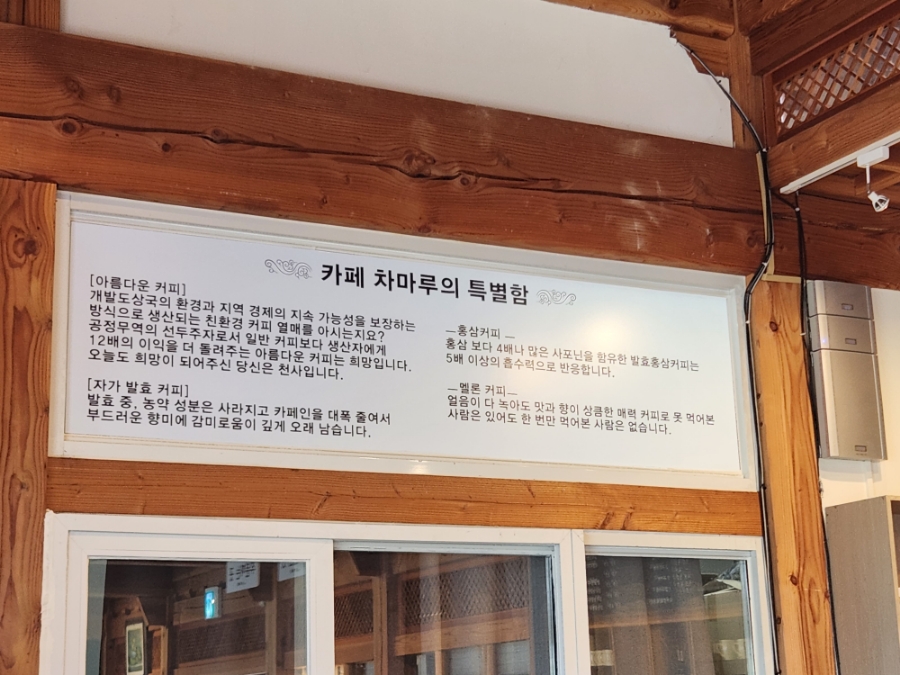 카페 차마루의 특별함
[아름다운 커피]
개발도상국의 환경과 지역 경제의 지속 가능성을 보장하는
방식으로 생산되는 친환경 커피 열매를 아시는지요?
공정무역의 선두주자로서 일반 커피보다 생산자에게
12배의 이익을 더 돌려주는 아름다운 커피는 희망입니다.
오늘도 희망이 되어주신 당신은 천사입니다.
[자가 발효 커피]
발효 중, 농약 성분은 사라지고 카페인을 대폭 줄여서
부드러운 향미에 감미로움이 깊게 오래 남습니다.
─홍삼커피 ─
홍삼 보다 4배나 많은 사포닌을 함유한 발효홍삼커피는
5배 이상의 흡수력으로 반응합니다.
─멜론 커피─
얼음이 다 녹아도 맛과 향이 상큼한 매력 커피로 못 먹어본
사람은 있어도 한 번만 먹어본 사람은 없습니다.